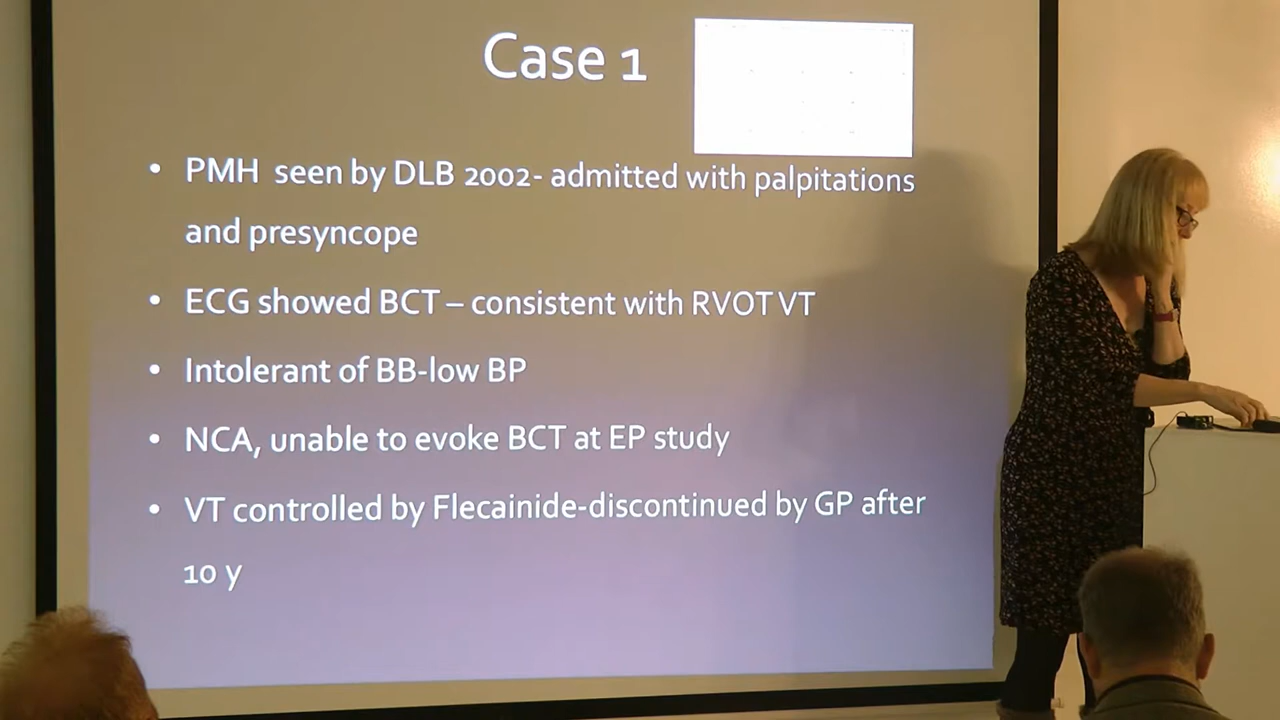 Case 1
• PMH seen by DLB 2002- admitted with palpitations
and presyncope
• ECG showed BCT – consistent with RVOT VT
• Intolerant of BB-low BP
• NCA, unable to evoke BCT at EP study
• VT controlled by Flecainide-discontinued by GP after
10 y